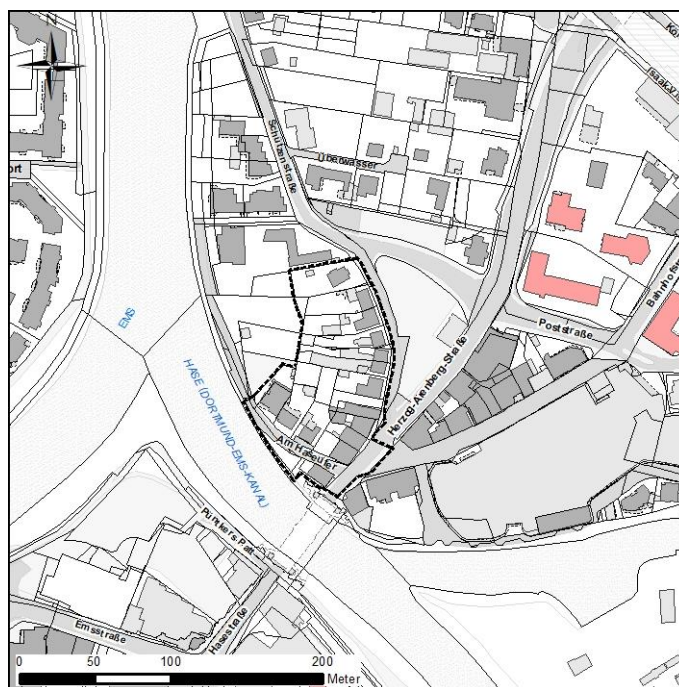 Schützenstraße
Überwasser
ort
EMS
HASE (DORTMUND-EMS-KANAL)
Poststraße
Herzog-Arenberg-Straße
Am Haseufer
Emsstraße
Hasestraße
0 50 100 200
Meter